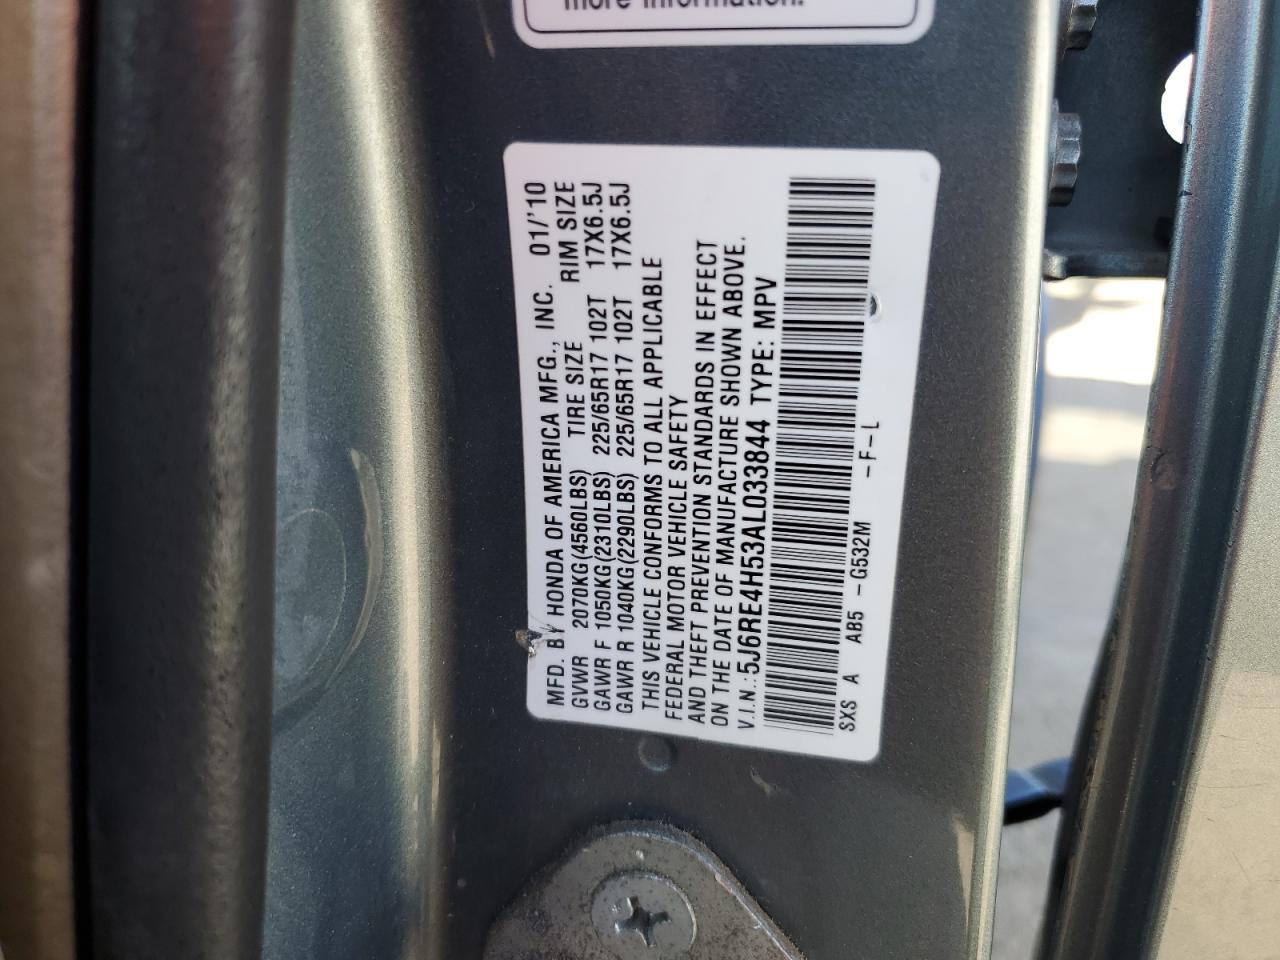 more information.
MFD. BY HONDA OF AMERICA MFG., INC. 01/'10
GVWR 2070KG(4560LBS) TIRE SIZE RIM SIZE
GAWR F 1050KG(2310LBS) 225/65R17 102T 17X6.5J
GAWR R 1040KG(2290LBS) 225/65R17 102T 17X6.5J
THIS VEHICLE CONFORMS TO ALL APPLICABLE
FEDERAL MOTOR VEHICLE SAFETY
AND THEFT PREVENTION STANDARDS IN EFFECT
ON THE DATE OF MANUFACTURE SHOWN ABOVE.
V.I.N.: 5J6RE4H53AL033844 TYPE: MPV
SXS A AB5 -G532M -F-L